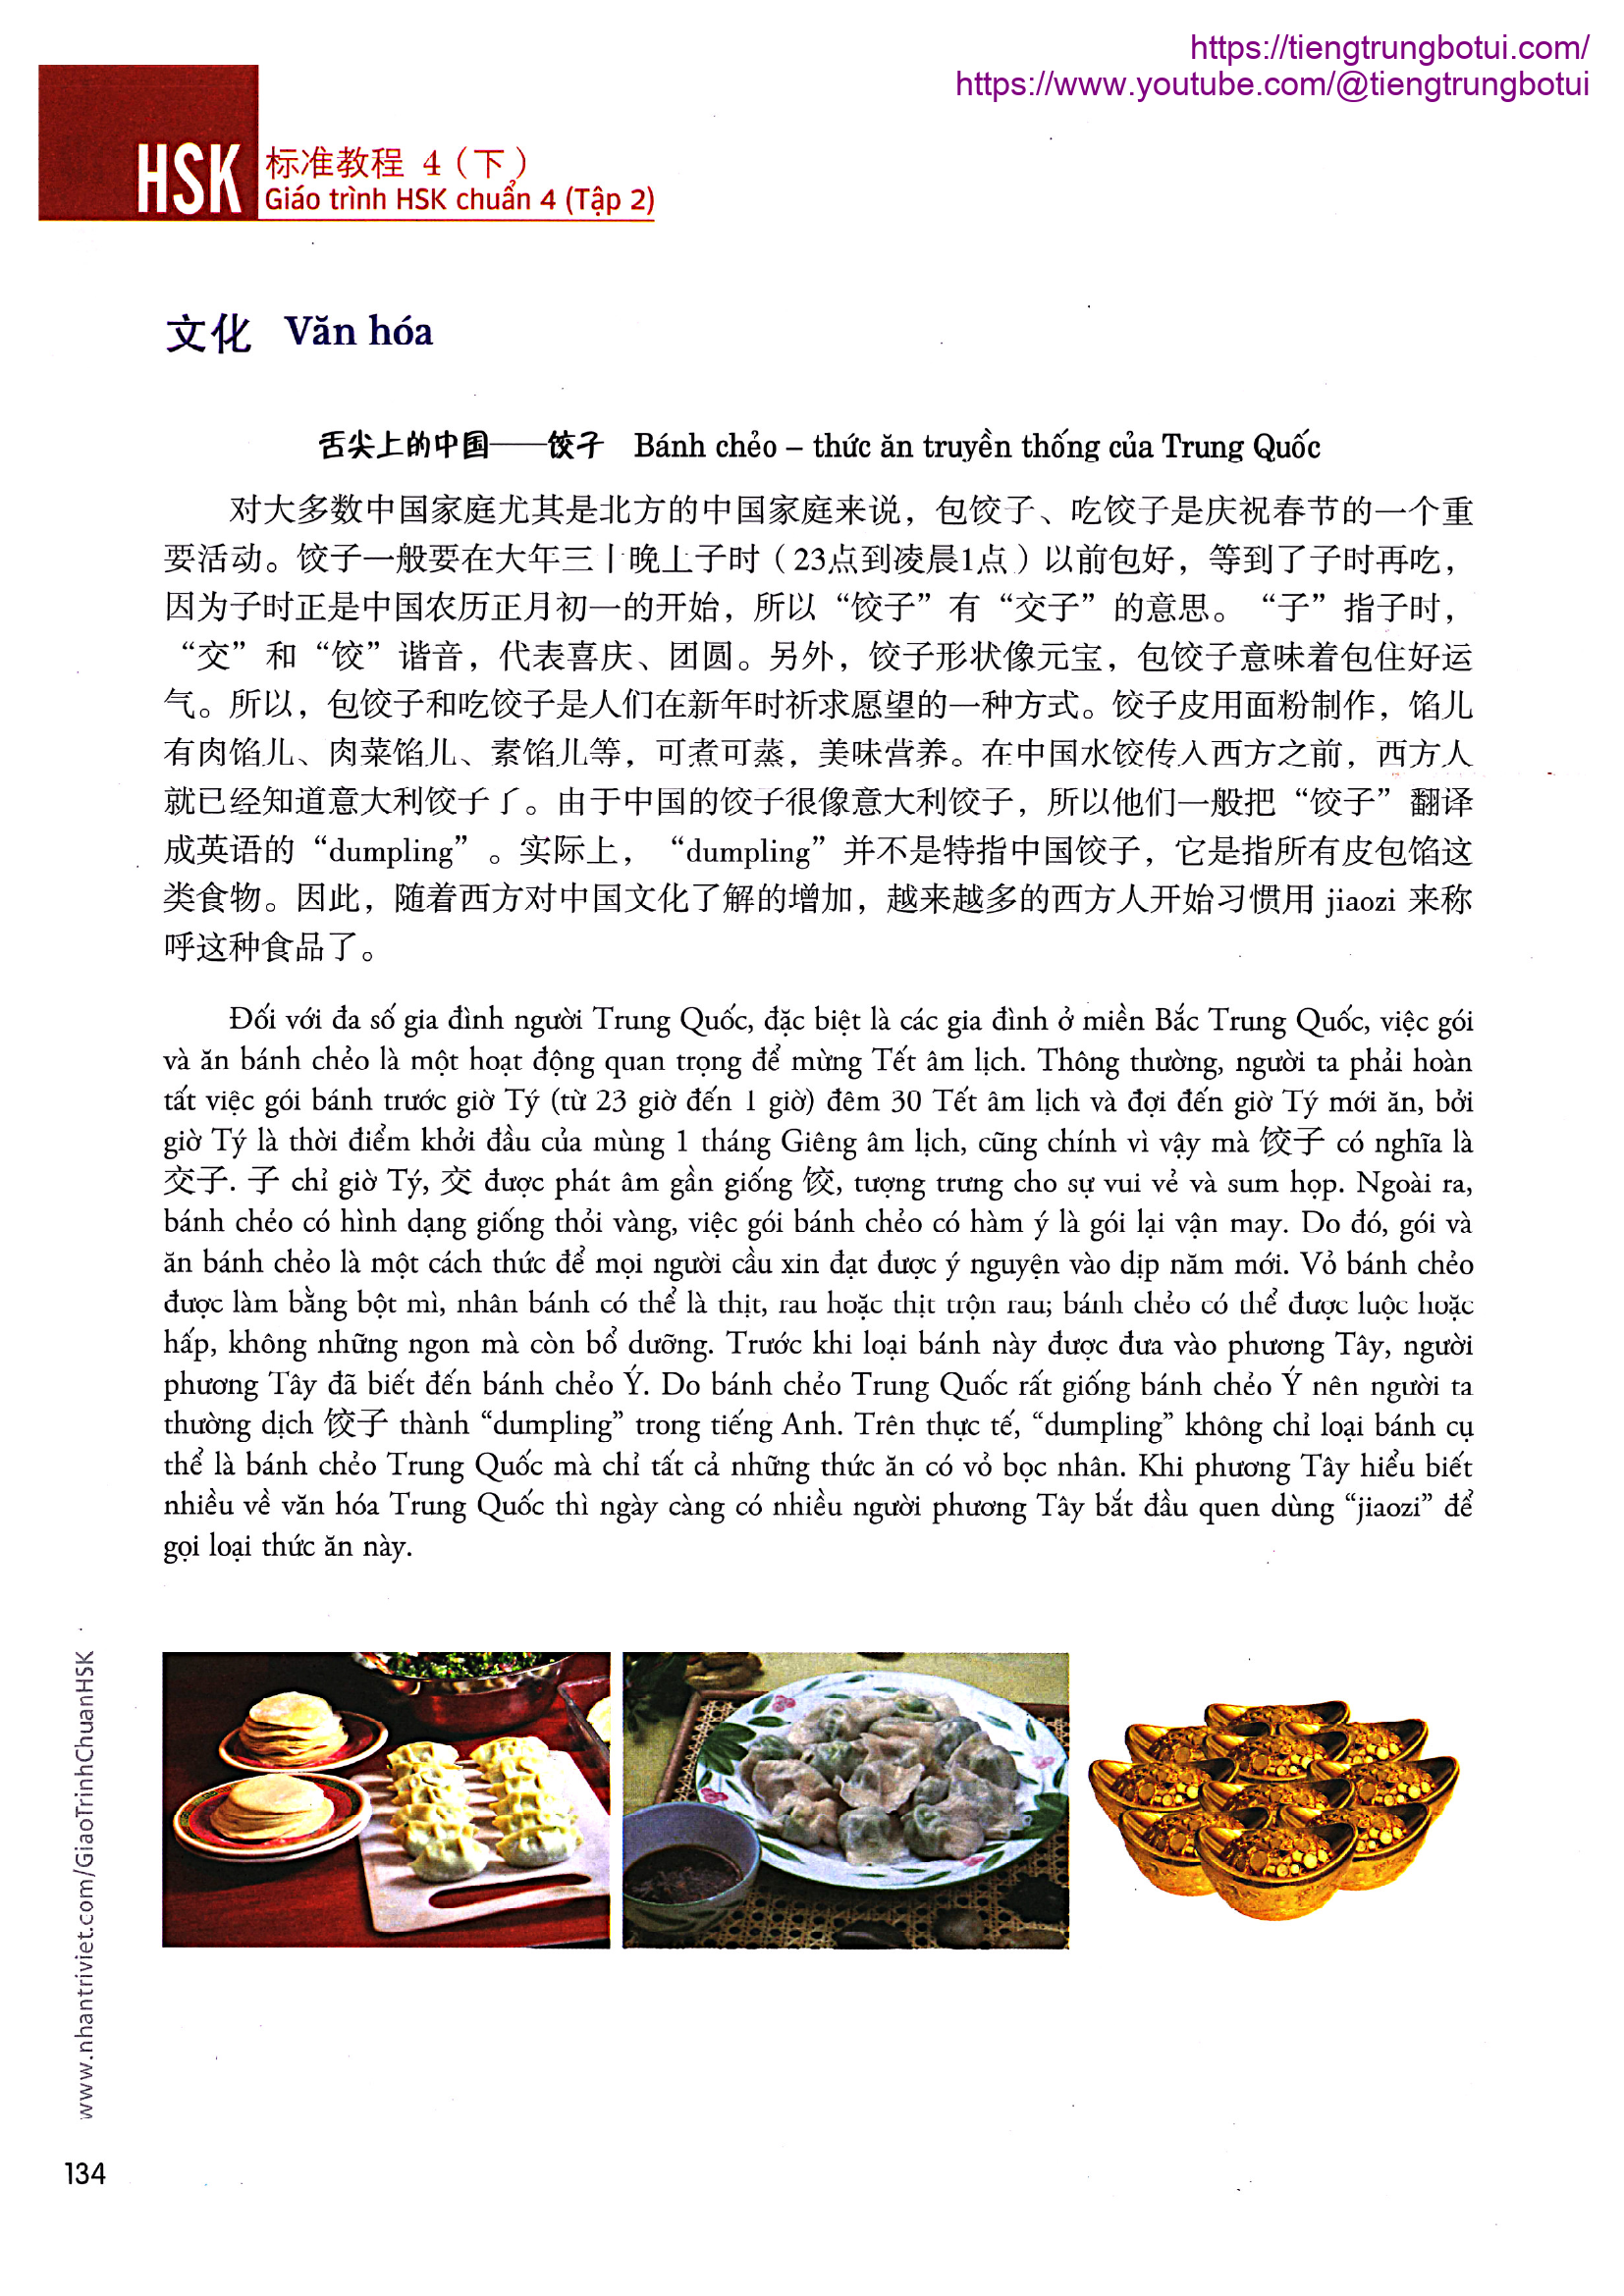 https://tiengtrungbotui.com/
https://www.youtube.com/@tiengtrungbotui
HSK 标准教程 4（下）
Giáo trình HSK chuẩn 4 (Tập 2)
文化 Văn hóa
舌尖上的中国——饺子 Bánh chẻo – thức ăn truyền thống của Trung Quốc
对大多数中国家庭尤其是北方的中国家庭来说，包饺子、吃饺子是庆祝春节的一个重
要活动。饺子一般要在大年三十晚上子时（23点到凌晨1点）以前包好，等到了子时再吃，
因为子时正是中国农历正月初一的开始，所以“饺子”有“交子”的意思。“子”指子时，
“交”和“饺”谐音，代表喜庆、团圆。另外，饺子形状像元宝，包饺子意味着包住好运
气。所以，包饺子和吃饺子是人们在新年时祈求愿望的一种方式。饺子皮用面粉制作，馅儿
有肉馅儿、肉菜馅儿、素馅儿等，可煮可蒸，美味营养。在中国水饺传入西方之前，西方人
就已经知道意大利饺子了。由于中国的饺子很像意大利饺子，所以他们一般把“饺子”翻译
成英语的“dumpling”。实际上，“dumpling”并不是特指中国饺子，它是指所有皮包馅这
类食物。因此，随着西方对中国文化了解的增加，越来越多的西方人开始习惯用 jiaozi 来称
呼这种食品了。
Đối với đa số gia đình người Trung Quốc, đặc biệt là các gia đình ở miền Bắc Trung Quốc, việc gói
và ăn bánh chẻo là một hoạt động quan trọng để mừng Tết âm lịch. Thông thường, người ta phải hoàn
tất việc gói bánh trước giờ Tý (từ 23 giờ đến 1 giờ) đêm 30 Tết âm lịch và đợi đến giờ Tý mới ăn, bởi
giờ Tý là thời điểm khởi đầu của mùng 1 tháng Giêng âm lịch, cũng chính vì vậy mà 饺子 có nghĩa là
交子. 子 chỉ giờ Tý, 交 được phát âm gần giống 饺, tượng trưng cho sự vui vẻ và sum họp. Ngoài ra,
bánh chẻo có hình dạng giống thỏi vàng, việc gói bánh chẻo có hàm ý là gói lại vận may. Do đó, gói và
ăn bánh chẻo là một cách thức để mọi người cầu xin đạt được ý nguyện vào dịp năm mới. Vỏ bánh chẻo
được làm bằng bột mì, nhân bánh có thể là thịt, rau hoặc thịt trộn rau; bánh chẻo có thể được luộc hoặc
hấp, không những ngon mà còn bổ dưỡng. Trước khi loại bánh này được đưa vào phương Tây, người
phương Tây đã biết đến bánh chẻo Ý. Do bánh chẻo Trung Quốc rất giống bánh chẻo Ý nên người ta
thường dịch 饺子 thành “dumpling” trong tiếng Anh. Trên thực tế, “dumpling” không chỉ loại bánh cụ
thể là bánh chẻo Trung Quốc mà chỉ tất cả những thức ăn có vỏ bọc nhân. Khi phương Tây hiểu biết
nhiều về văn hóa Trung Quốc thì ngày càng có nhiều người phương Tây bắt đầu quen dùng “jiaozi” để
gọi loại thức ăn này.
www.nhantriviet.com/GiaoTrinhChuanHSK
134